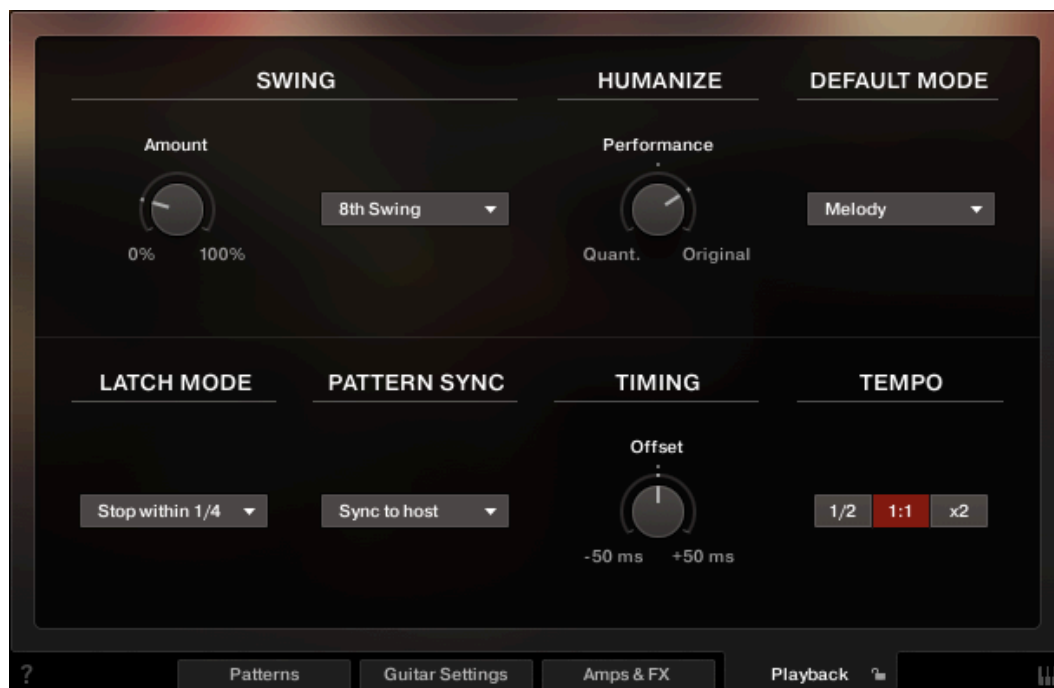 SWING HUMANIZE DEFAULT MODE
Amount Performance
8th Swing Melody
0% 100% Quant. Original
LATCH MODE PATTERN SYNC TIMING TEMPO
Offset
Stop within 1/4 Sync to host 1/2 1:1 x2
-50 ms +50 ms
? Patterns Guitar Settings Amps & FX Playback